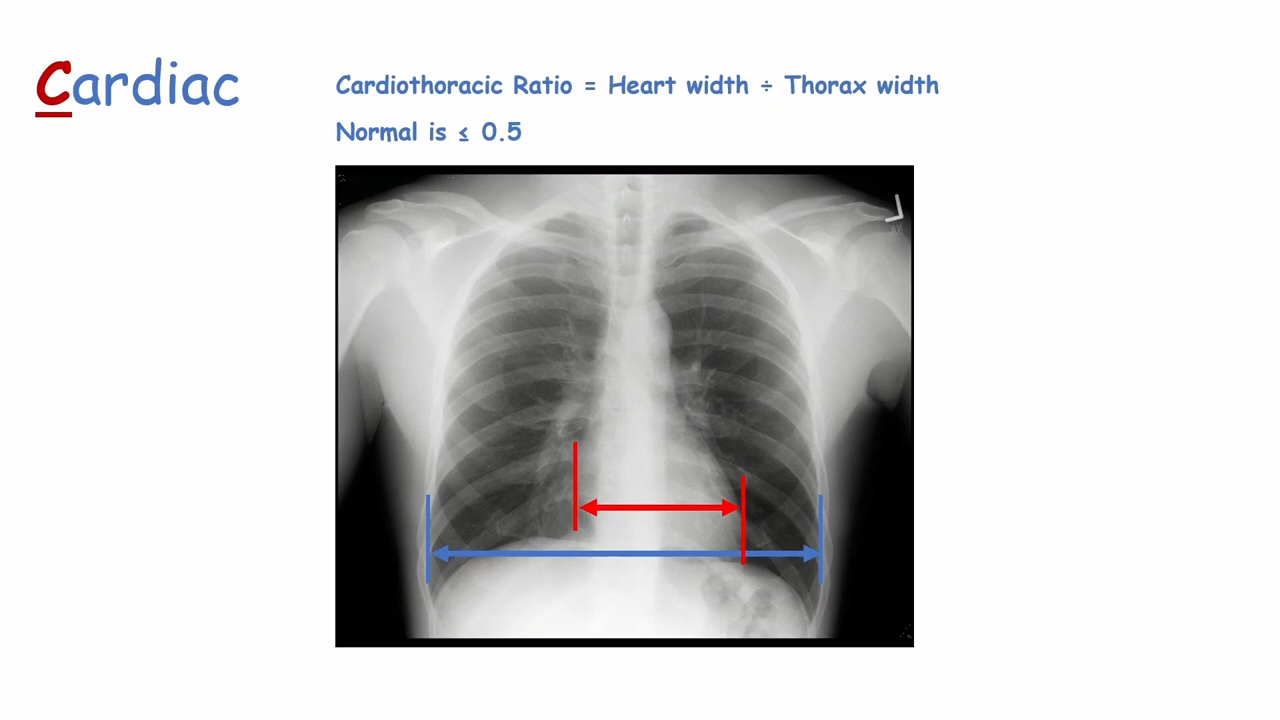 Cardiac
Cardiothoracic Ratio = Heart width ÷ Thorax width
Normal is ≤ 0.5
L